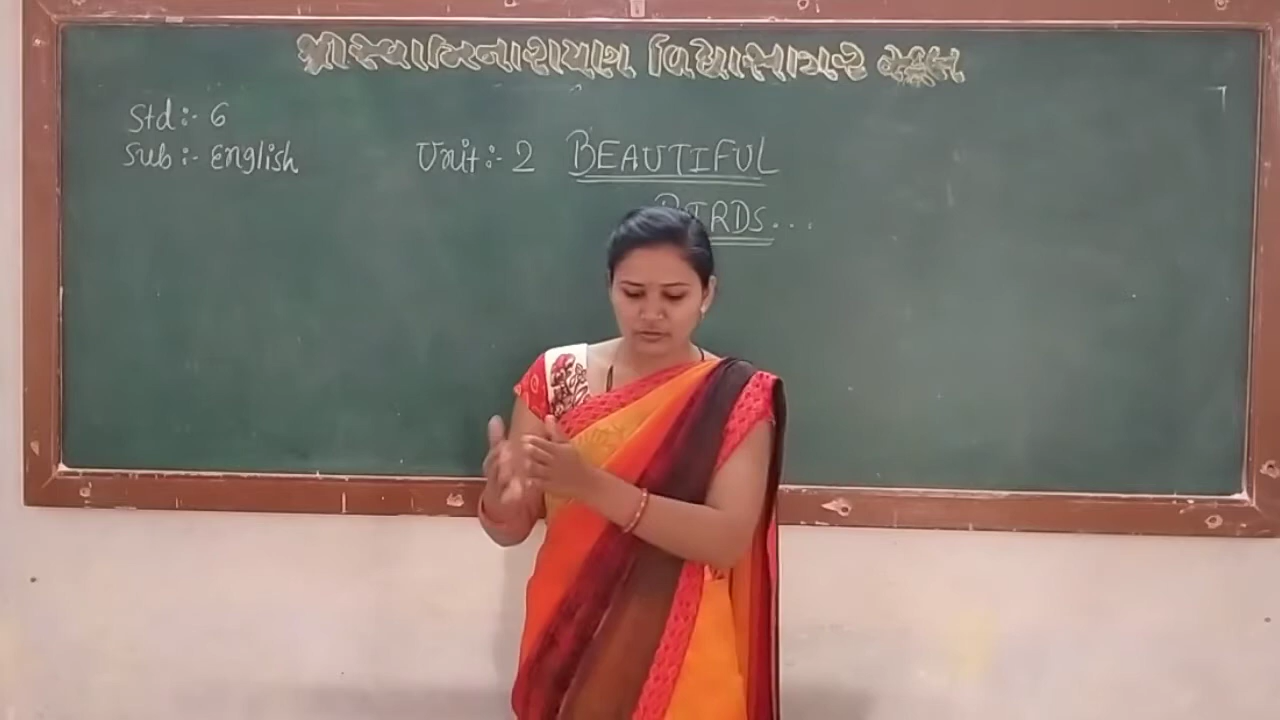 શ્રી સ્વામિનારાયણ વિદ્યાસાગર સ્કૂલ
Std :- 6
Sub :- English
Unit :- 2 BEAUTIFUL
BIRDS...